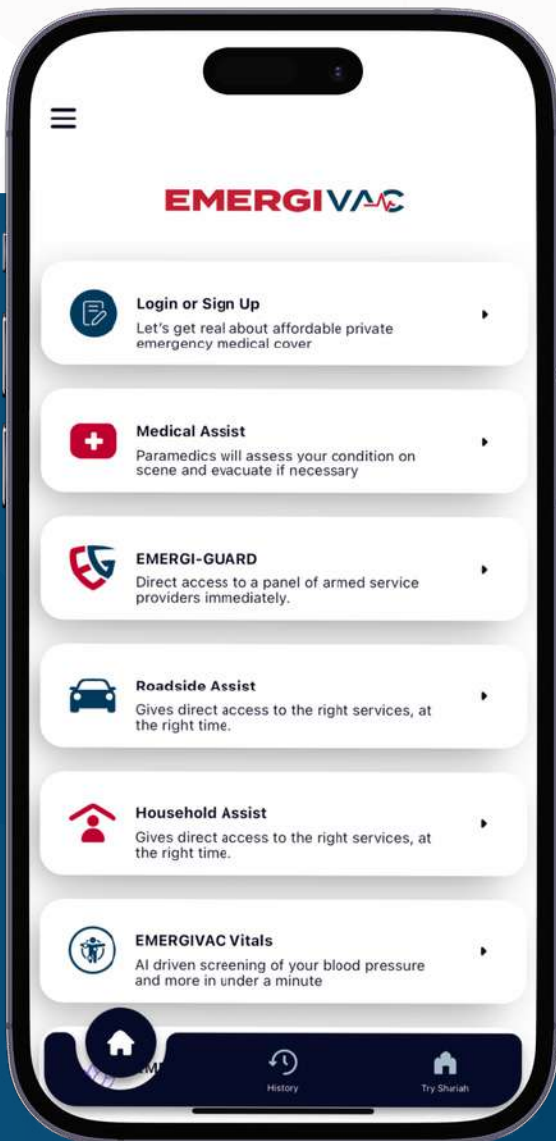 EMERGIVAC
Login or Sign Up
Let's get real about affordable private
emergency medical cover
Medical Assist
Paramedics will assess your condition on
scene and evacuate if necessary
EG
EMERGI-GUARD
Direct access to a panel of armed service
providers immediately.
Roadside Assist
Gives direct access to the right services, at
the right time.
Household Assist
Gives direct access to the right services, at
the right time.
EMERGIVAC Vitals
AI driven screening of your blood pressure
and more in under a minute
History
Try Shariah